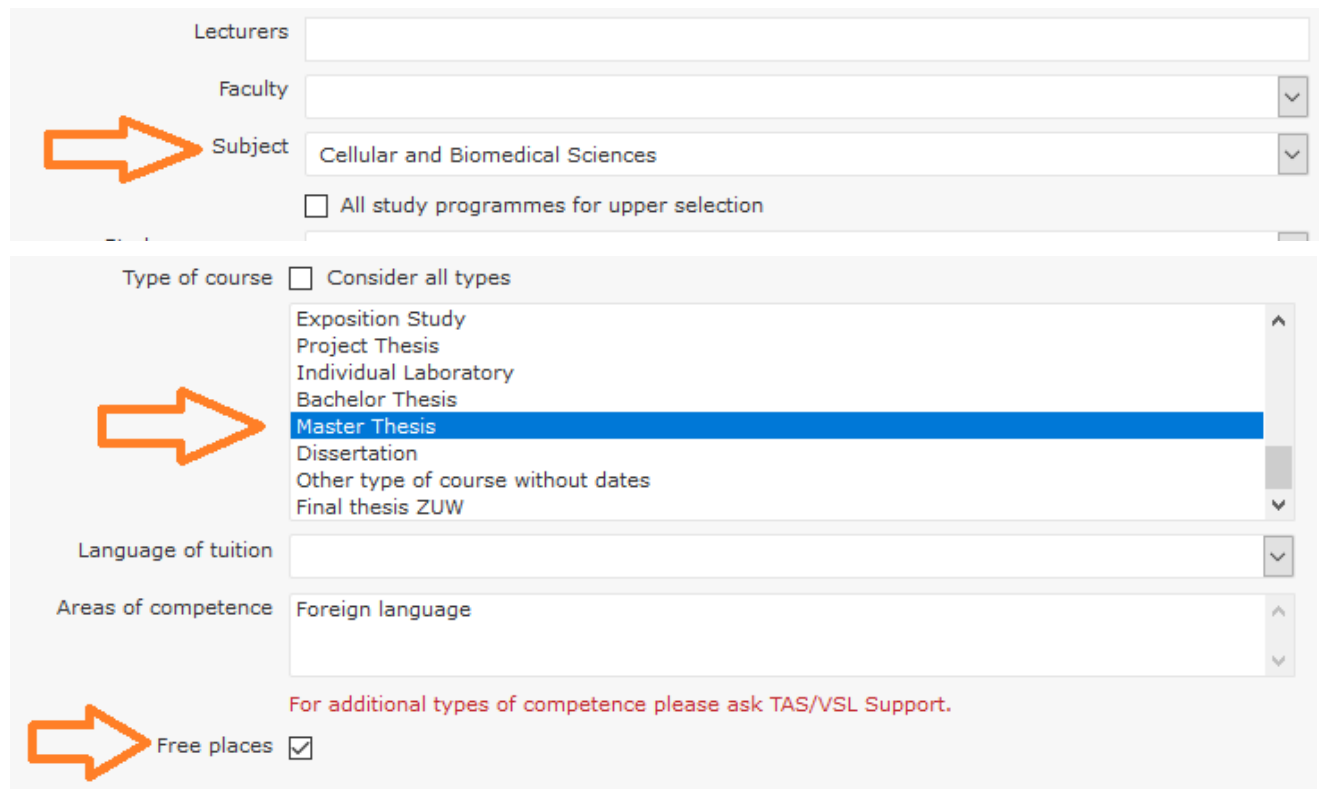 Lecturers
Faculty
Subject
Cellular and Biomedical Sciences
All study programmes for upper selection
Type of course
Consider all types
Exposition Study
Project Thesis
Individual Laboratory
Bachelor Thesis
Master Thesis
Dissertation
Other type of course without dates
Final thesis ZUW
Language of tuition
Areas of competence
Foreign language
For additional types of competence please ask TAS/VSL Support.
Free places